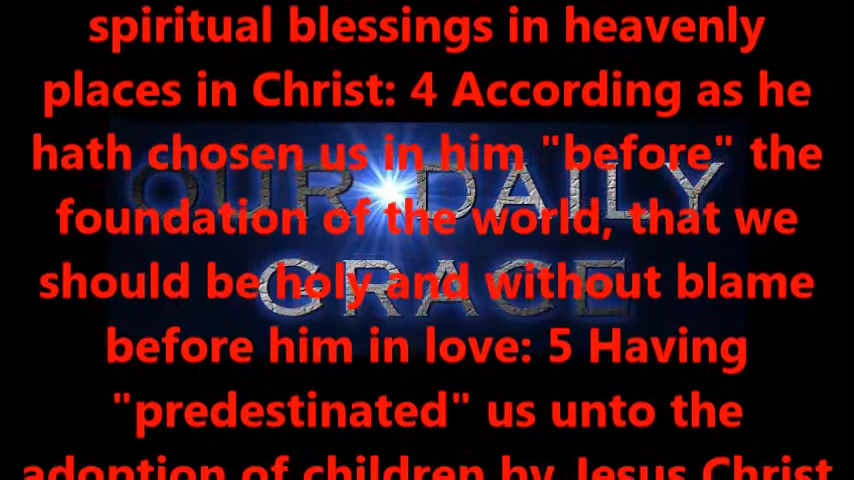 spiritual blessings in heavenly
places in Christ: 4 According as he
hath chosen us in him "before" the
OUR DAILY
foundation of the world, that we
should be holy and without blame
GRACE
before him in love: 5 Having
"predestinated" us unto the
adoption of children by Jesus Christ